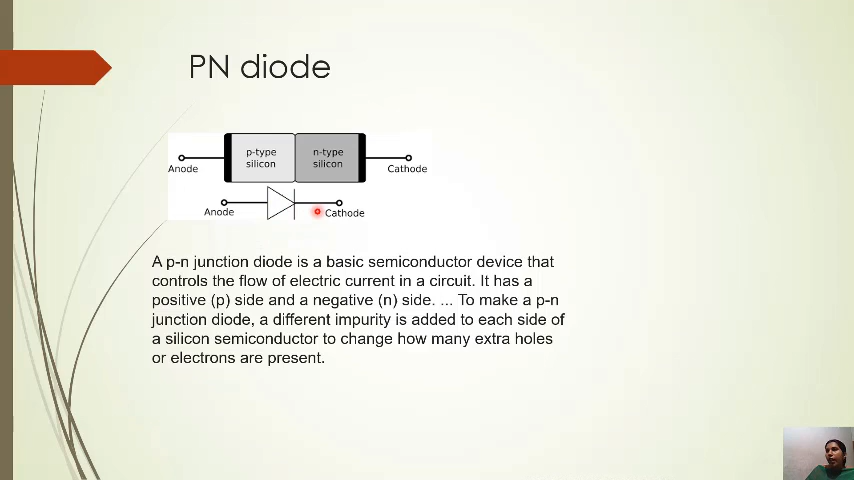 PN diode
p-type
silicon
n-type
silicon
Anode
Cathode
Anode
Cathode
A p-n junction diode is a basic semiconductor device that
controls the flow of electric current in a circuit. It has a
positive (p) side and a negative (n) side. ... To make a p-n
junction diode, a different impurity is added to each side of
a silicon semiconductor to change how many extra holes
or electrons are present.